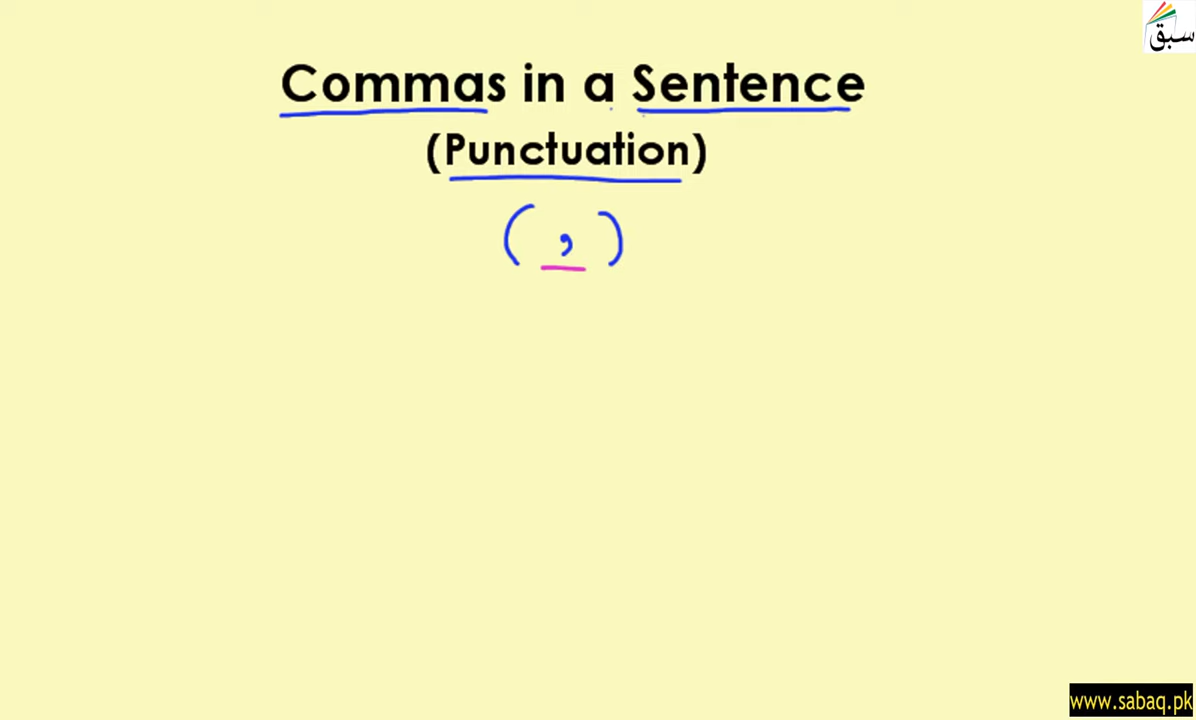 سبق
Commas in a Sentence
(Punctuation)
( , )
www.sabaq.pk